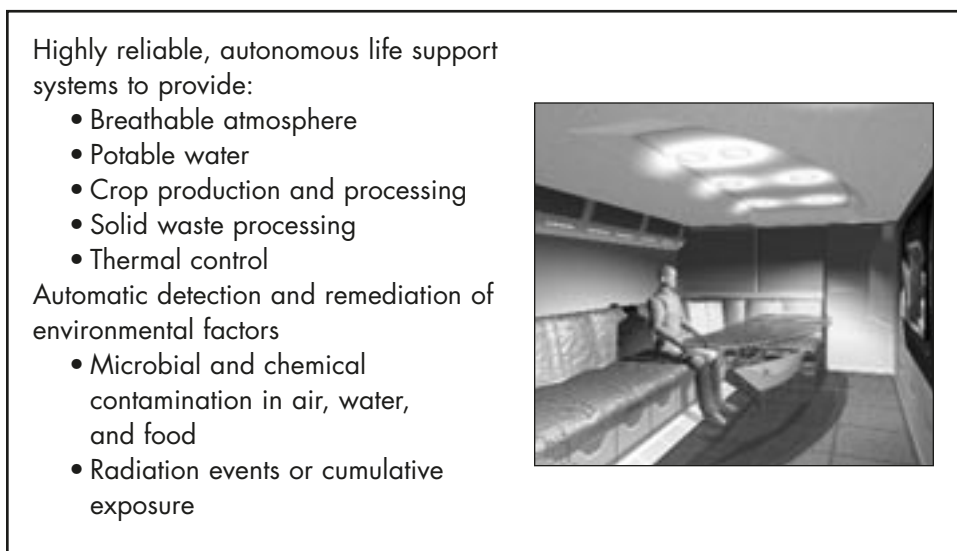 Highly reliable, autonomous life support
systems to provide:
• Breathable atmosphere
• Potable water
• Crop production and processing
• Solid waste processing
• Thermal control
Automatic detection and remediation of
environmental factors
• Microbial and chemical
contamination in air, water,
and food
• Radiation events or cumulative
exposure